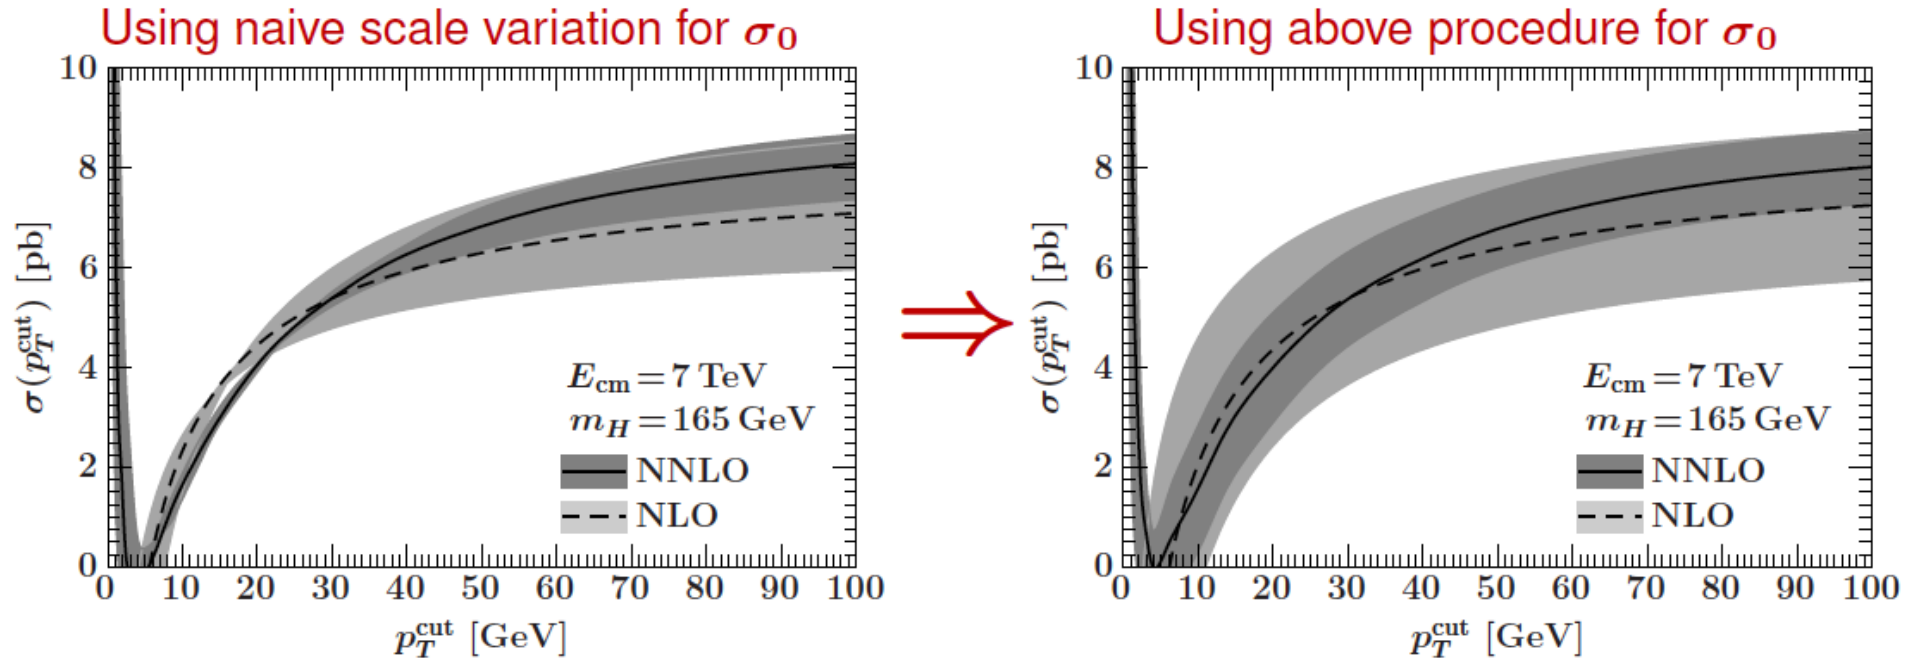 Using naive scale variation for σ₀
10
8
6
4
2
0
0 10 20 30 40 50 60 70 80 90 100
σ(p_T^cut) [pb]
p_T^cut [GeV]
E_cm = 7 TeV
m_H = 165 GeV
NNLO
NLO
⇒
Using above procedure for σ₀
10
8
6
4
2
0
0 10 20 30 40 50 60 70 80 90 100
σ(p_T^cut) [pb]
p_T^cut [GeV]
E_cm = 7 TeV
m_H = 165 GeV
NNLO
NLO